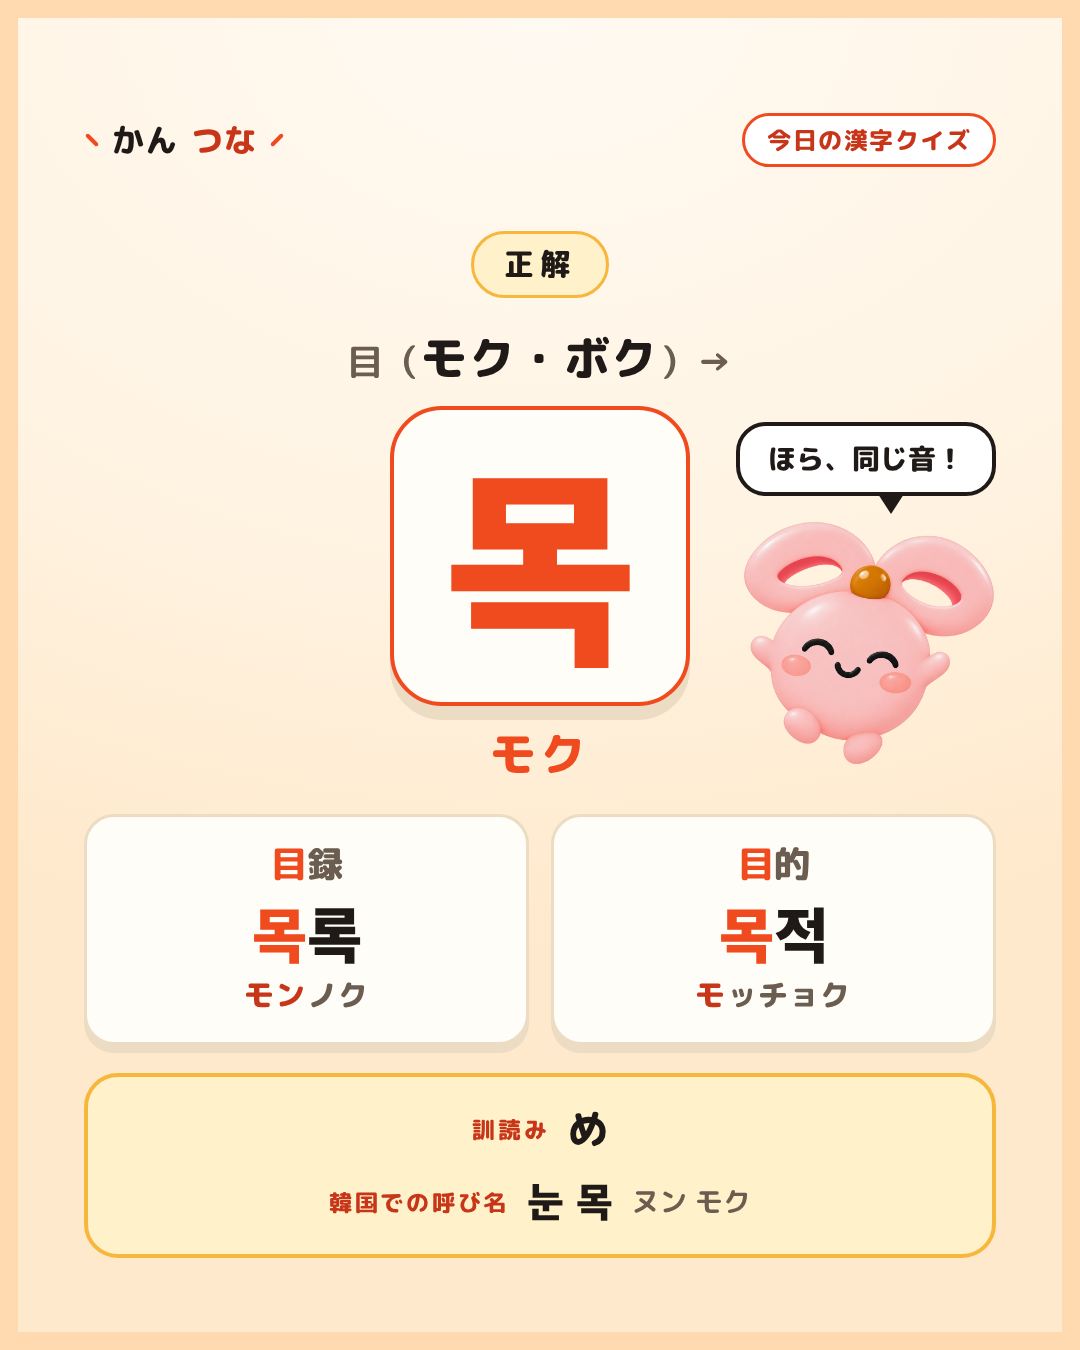 かん つな
今日の漢字クイズ
正解
目（モク・ボク）→
목
ほら、同じ音！
モク
目録
목록
モンノク
目的
목적
モッチョク
訓読み め
韓国での呼び名 눈 목 ヌン モク